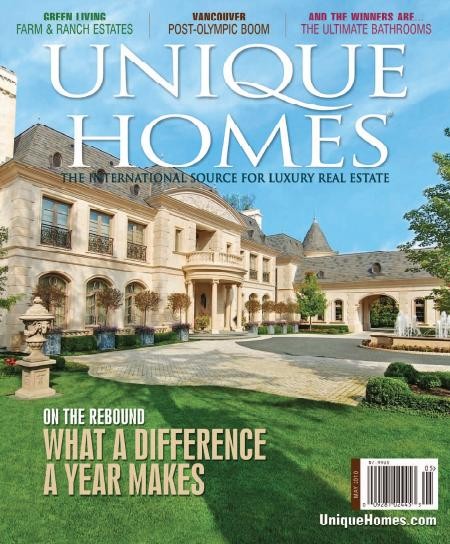 GREEN LIVING
FARM & RANCH ESTATES
VANCOUVER
POST-OLYMPIC BOOM
AND THE WINNERS ARE...
THE ULTIMATE BATHROOMS
UNIQUE
HOMES
THE INTERNATIONAL SOURCE FOR LUXURY REAL ESTATE
ON THE REBOUND
WHAT A DIFFERENCE
A YEAR MAKES
MAY 2010
05
UniqueHomes.com